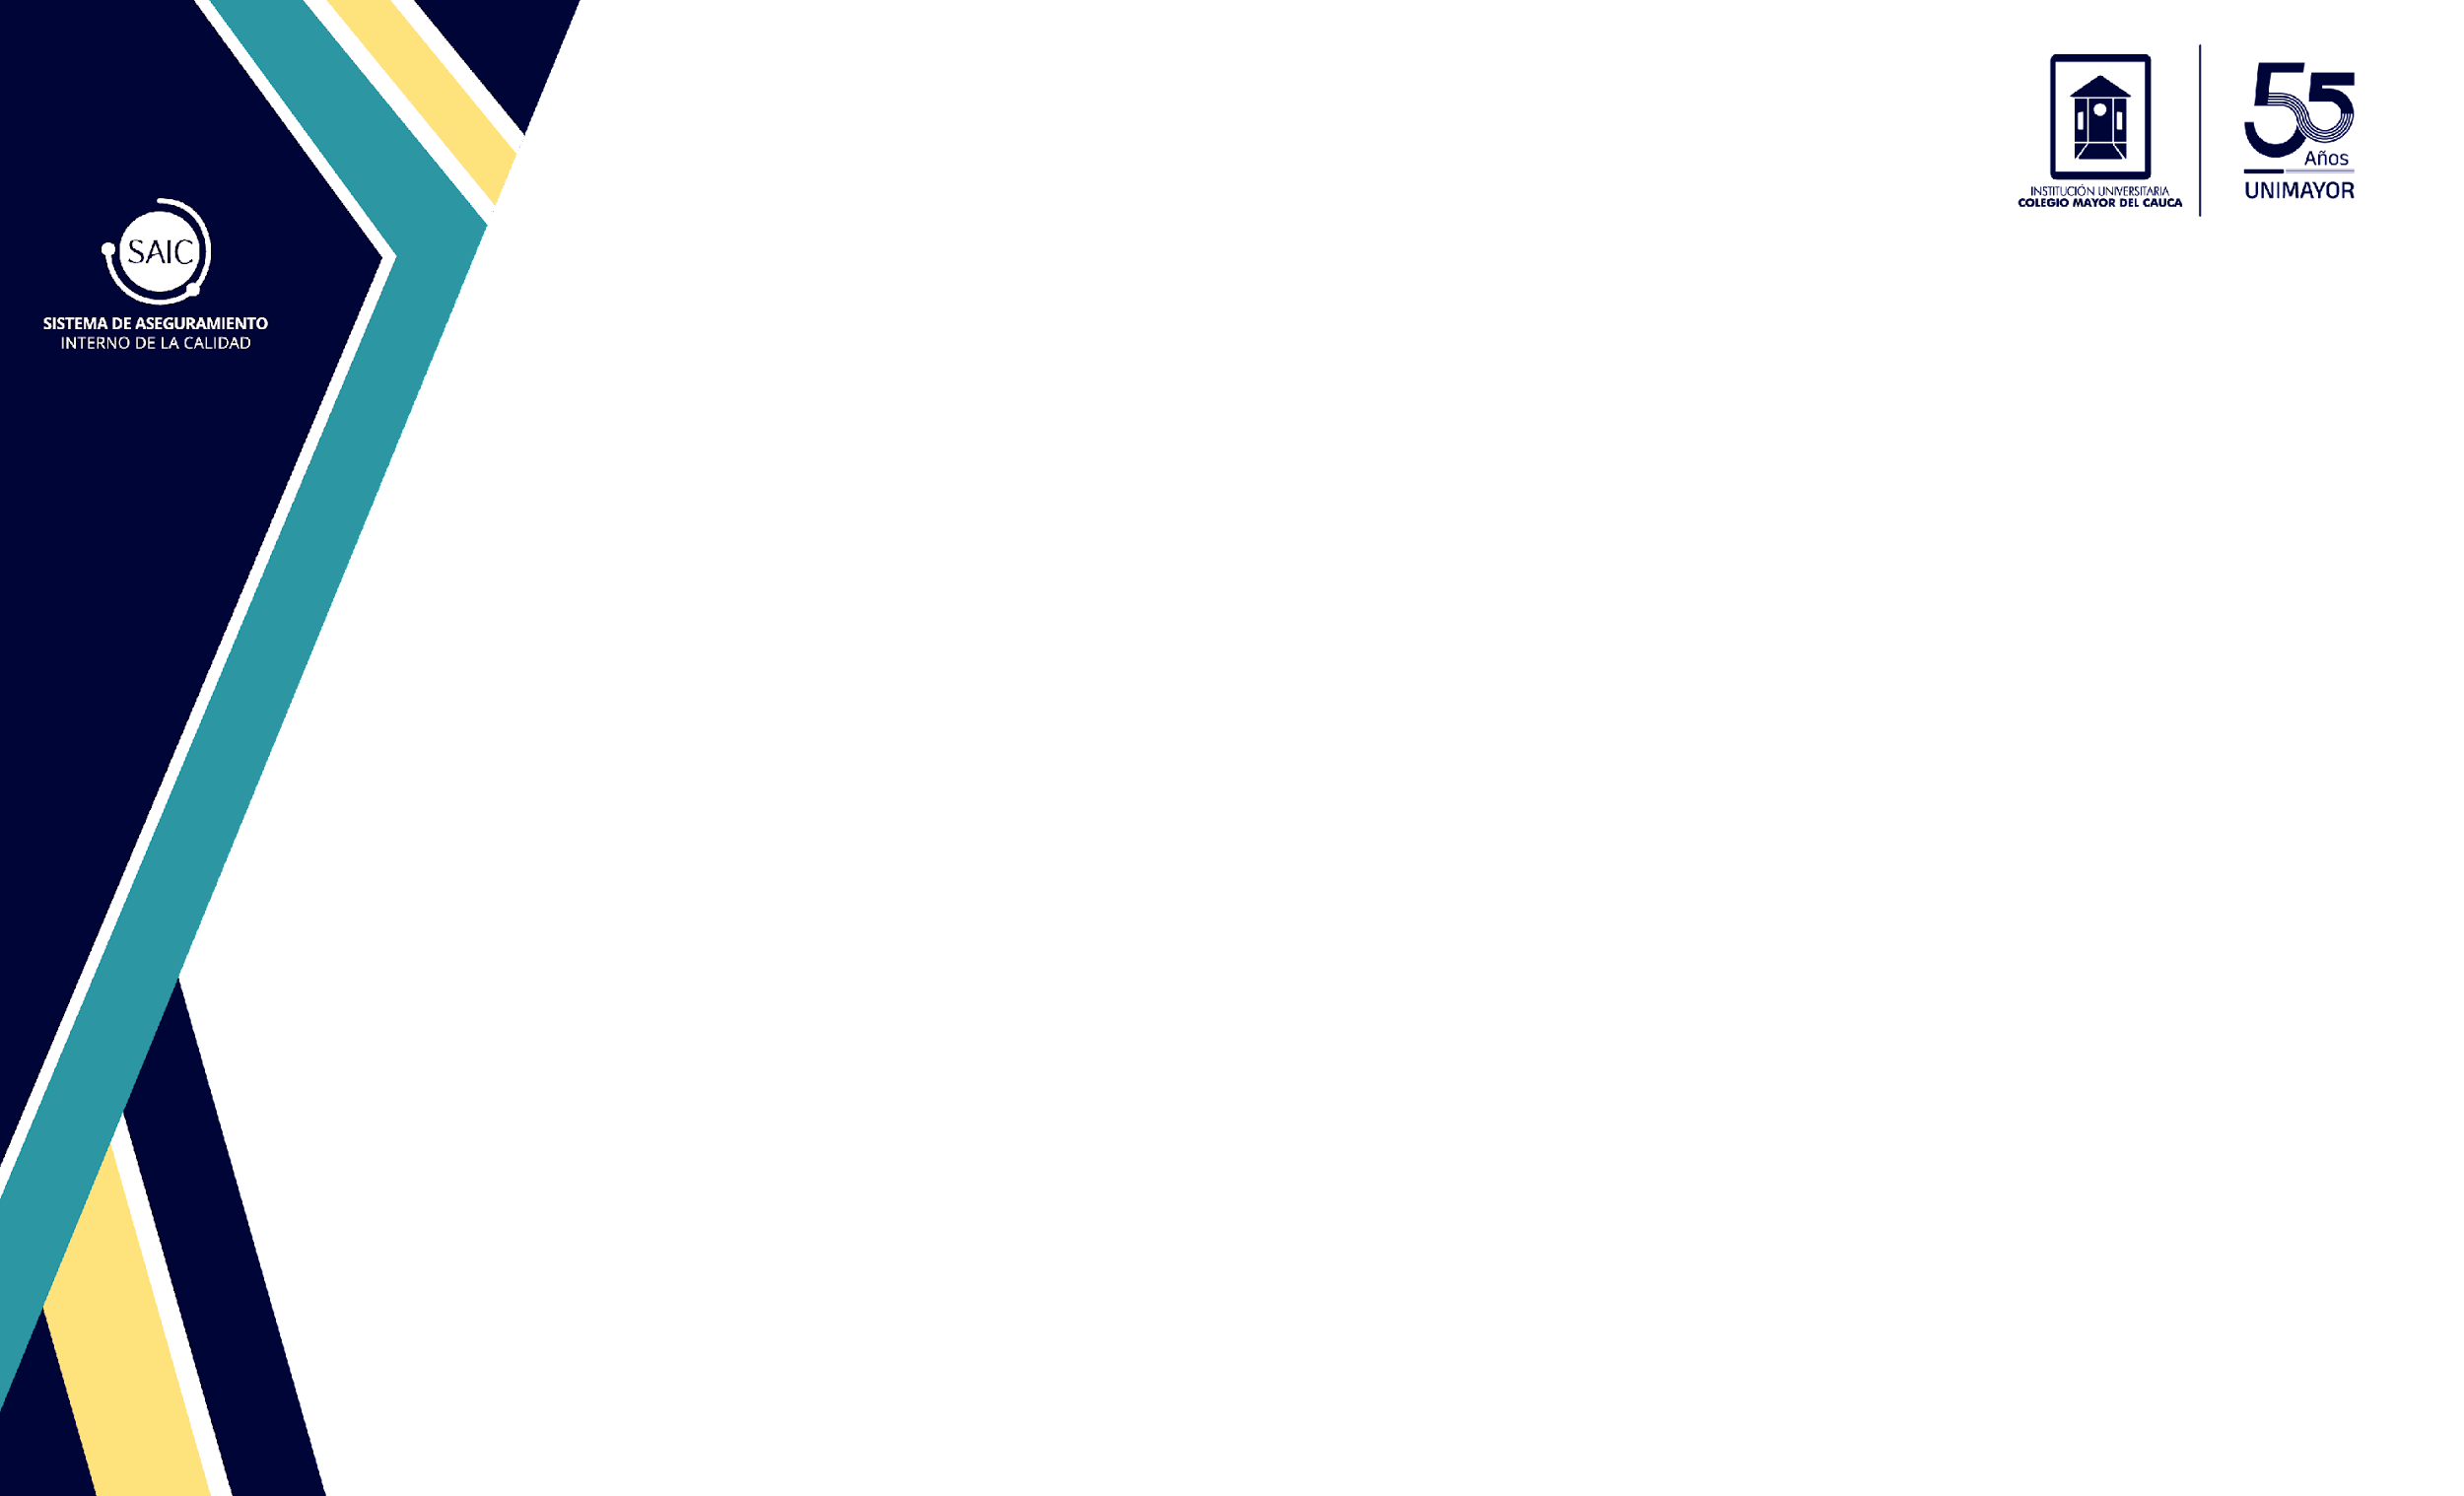 SAIC
SISTEMA DE ASEGURAMIENTO
INTERNO DE LA CALIDAD
INSTITUCIÓN UNIVERSITARIA
COLEGIO MAYOR DEL CAUCA
55
Años
UNIMAYOR